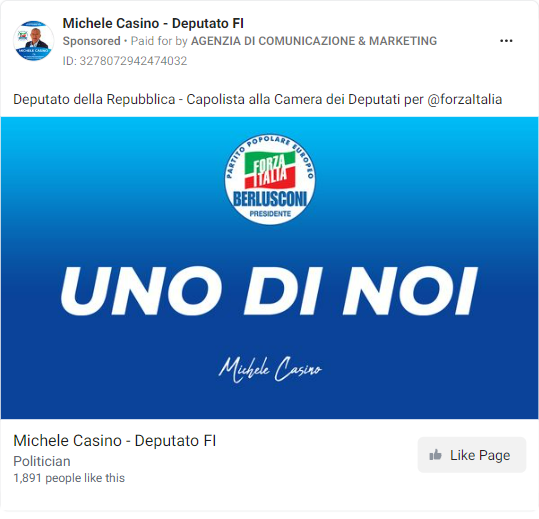 Michele Casino - Deputato FI
Sponsored • Paid for by AGENZIA DI COMUNICAZIONE & MARKETING
ID: 3278072942474032
Deputato della Repubblica - Capolista alla Camera dei Deputati per @forzaItalia
PARTITO POPOLARE EUROPEO
FORZA
ITALIA
BERLUSCONI
PRESIDENTE
UNO DI NOI
Michele Casino
Michele Casino - Deputato FI
Politician
1,891 people like this
Like Page